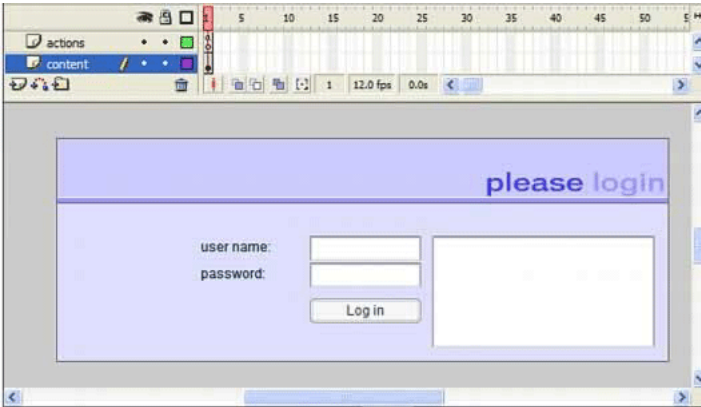 1 5 10 15 20 25 30 35 40 45 50
actions
content
1 12.0 fps 0.0s
please login
user name:
password:
Log in